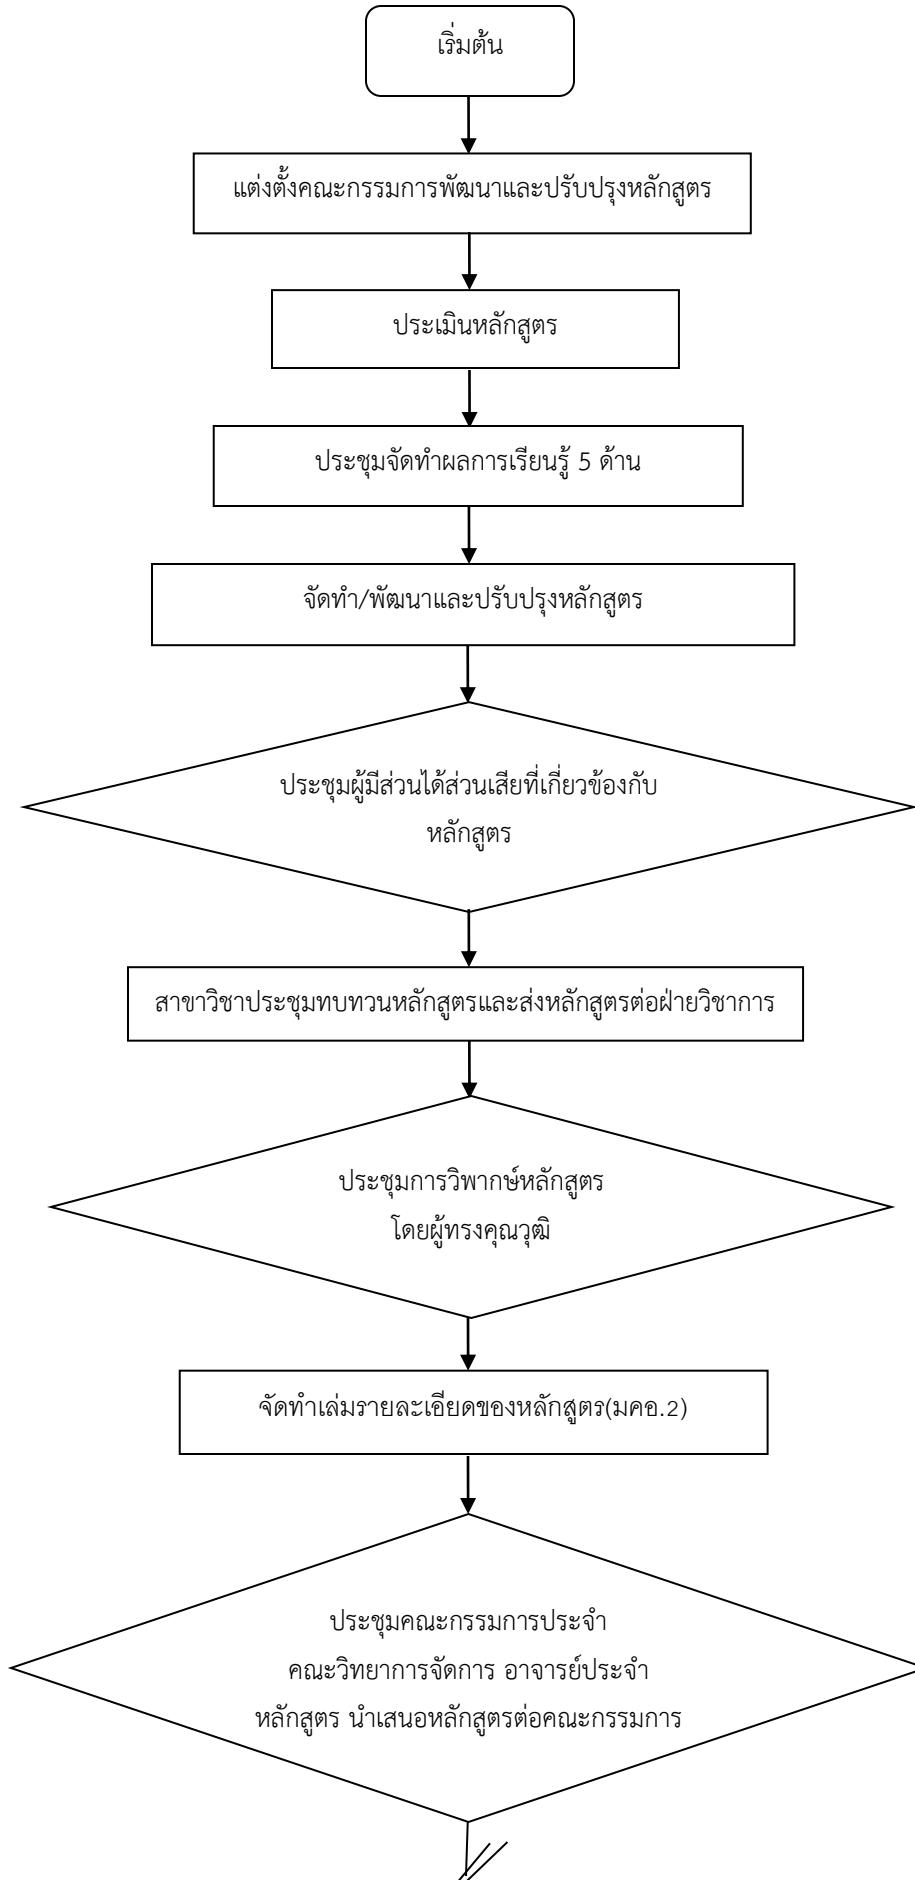 เริ่มต้น
แต่งตั้งคณะกรรมการพัฒนาและปรับปรุงหลักสูตร
ประเมินหลักสูตร
ประชุมจัดทำผลการเรียนรู้ 5 ด้าน
จัดทำ/พัฒนาและปรับปรุงหลักสูตร
ประชุมผู้มีส่วนได้ส่วนเสียที่เกี่ยวข้องกับ
หลักสูตร
สาขาวิชาประชุมทบทวนหลักสูตรและส่งหลักสูตรต่อฝ่ายวิชาการ
ประชุมการวิพากษ์หลักสูตร
โดยผู้ทรงคุณวุฒิ
จัดทำเล่มรายละเอียดของหลักสูตร(มคอ.2)
ประชุมคณะกรรมการประจำ
คณะวิทยาการจัดการ อาจารย์ประจำ
หลักสูตร นำเสนอหลักสูตรต่อคณะกรรมการ